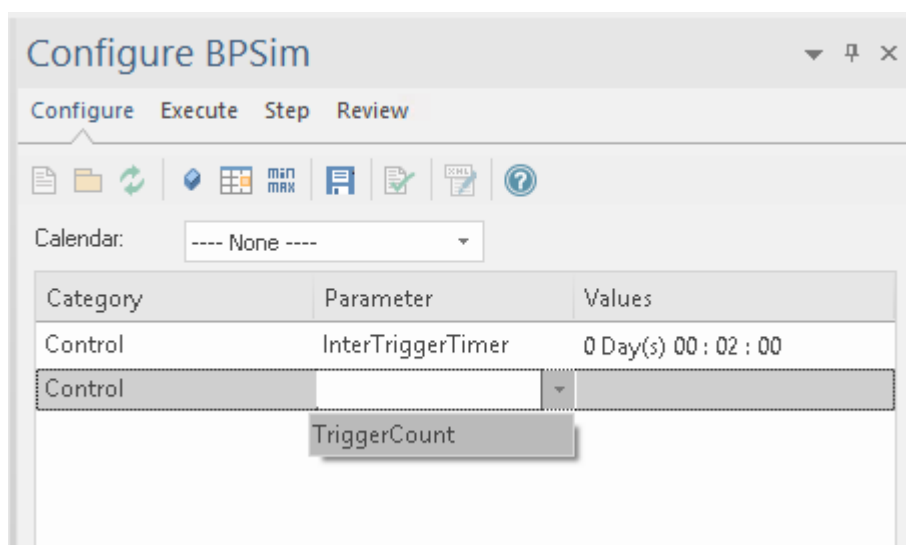 Configure BPSim
Configure Execute Step Review
min
max
XML
?
Calendar: ---- None ----
Category Parameter Values
Control InterTriggerTimer 0 Day(s) 00 : 02 : 00
Control
TriggerCount